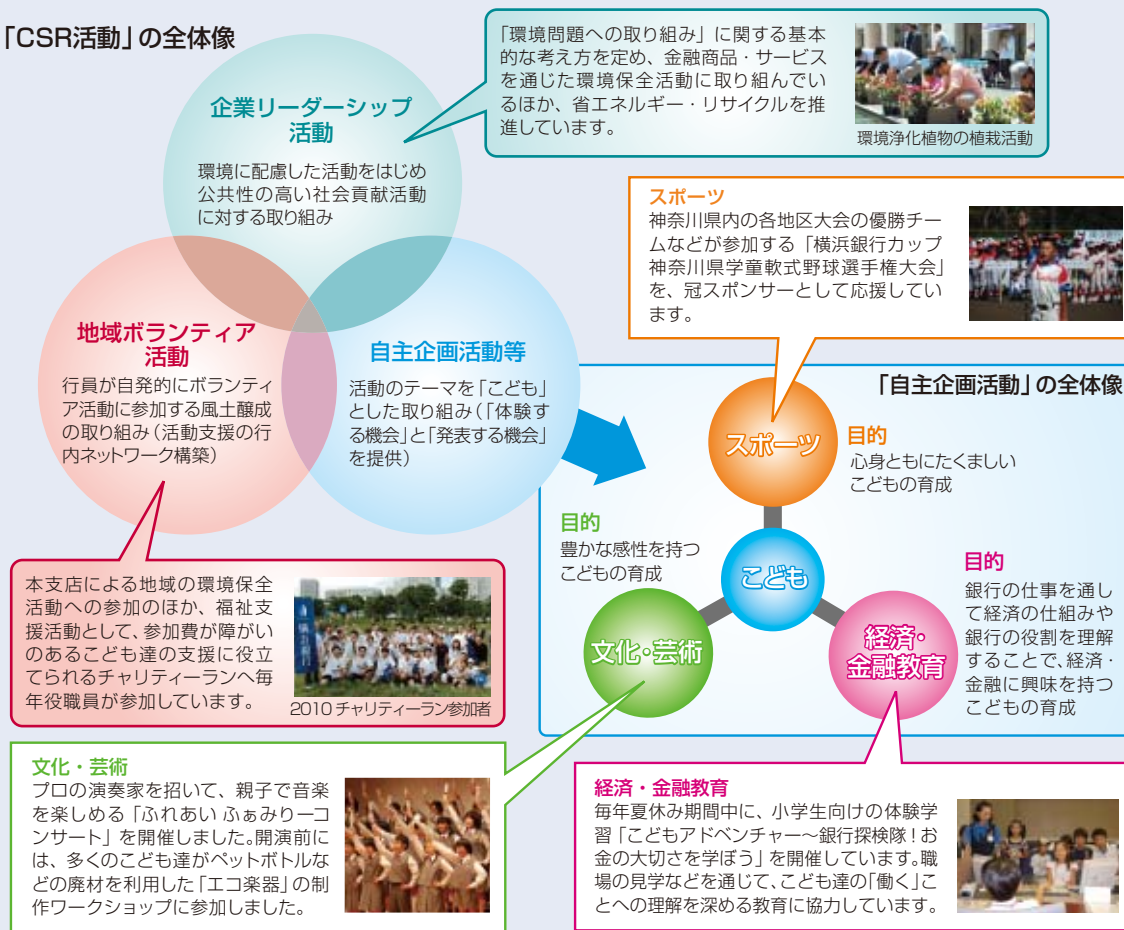 「CSR活動」の全体像
企業リーダーシップ
活動
環境に配慮した活動をはじめ
公共性の高い社会貢献活動
に対する取り組み
「環境問題への取り組み」に関する基本
的な考え方を定め、金融商品・サービス
を通じた環境保全活動に取り組んでい
るほか、省エネルギー・リサイクルを推
進しています。
環境浄化植物の植栽活動
地域ボランティア
活動
行員が自発的にボランティ
ア活動に参加する風土醸成
の取り組み（活動支援の行
内ネットワーク構築）
自主企画活動等
活動のテーマを「こども」
とした取り組み（「体験す
る機会」と「発表する機会」
を提供）
スポーツ
神奈川県内の各地区大会の優勝チー
ムなどが参加する「横浜銀行カップ
神奈川県学童軟式野球選手権大会」
を、冠スポンサーとして応援してい
ます。
「自主企画活動」の全体像
スポーツ
目的
心身ともにたくましい
こどもの育成
目的
豊かな感性を持つ
こどもの育成
こども
文化・芸術
経済・
金融教育
目的
銀行の仕事を通し
て経済の仕組みや
銀行の役割を理解
することで、経済・
金融に興味を持つ
こどもの育成
本支店による地域の環境保全
活動への参加のほか、福祉支
援活動として、参加費が障がい
のあるこども達の支援に役立
てられるチャリティーランへ毎
年役職員が参加しています。
横浜銀行
2010 チャリティーラン参加者
文化・芸術
プロの演奏家を招いて、親子で音楽
を楽しめる「ふれあい ふぁみりーコ
ンサート」を開催しました。開演前に
は、多くのこども達がペットボトルな
どの廃材を利用した「エコ楽器」の制
作ワークショップに参加しました。
経済・金融教育
毎年夏休み期間中に、小学生向けの体験学
習「こどもアドベンチャー～銀行探検隊！お
金の大切さを学ぼう」を開催しています。職
場の見学などを通じて、こども達の「働く」こ
とへの理解を深める教育に協力しています。